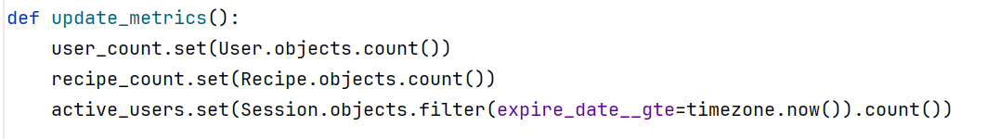 def update_metrics():
    user_count.set(User.objects.count())
    recipe_count.set(Recipe.objects.count())
    active_users.set(Session.objects.filter(expire_date__gte=timezone.now()).count())